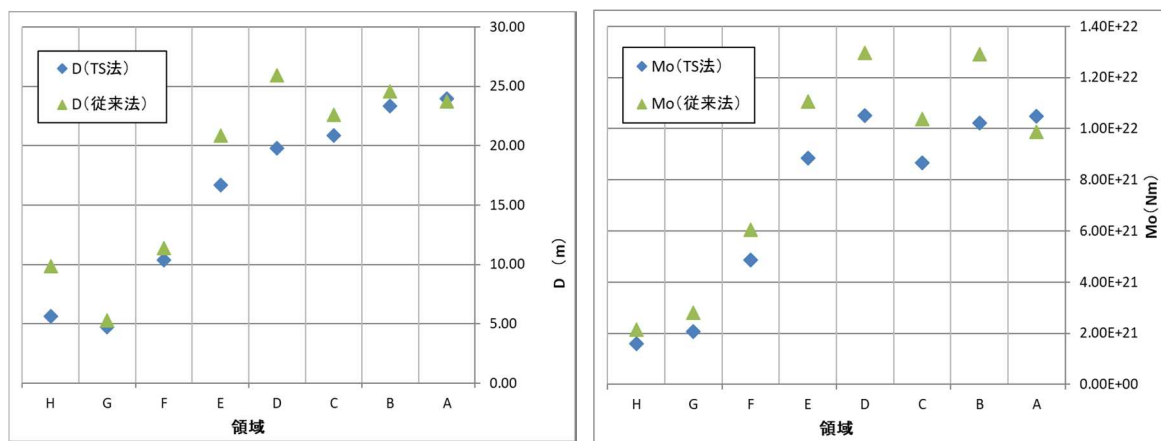 D(TS法)
D(従来法)
30.00
25.00
20.00
15.00
10.00
5.00
0.00
D (m)
H G F E D C B A
領域
Mo(TS法)
Mo(従来法)
1.40E+22
1.20E+22
1.00E+22
8.00E+21
6.00E+21
4.00E+21
2.00E+21
0.00E+00
Mo(Nm)
H G F E D C B A
領域